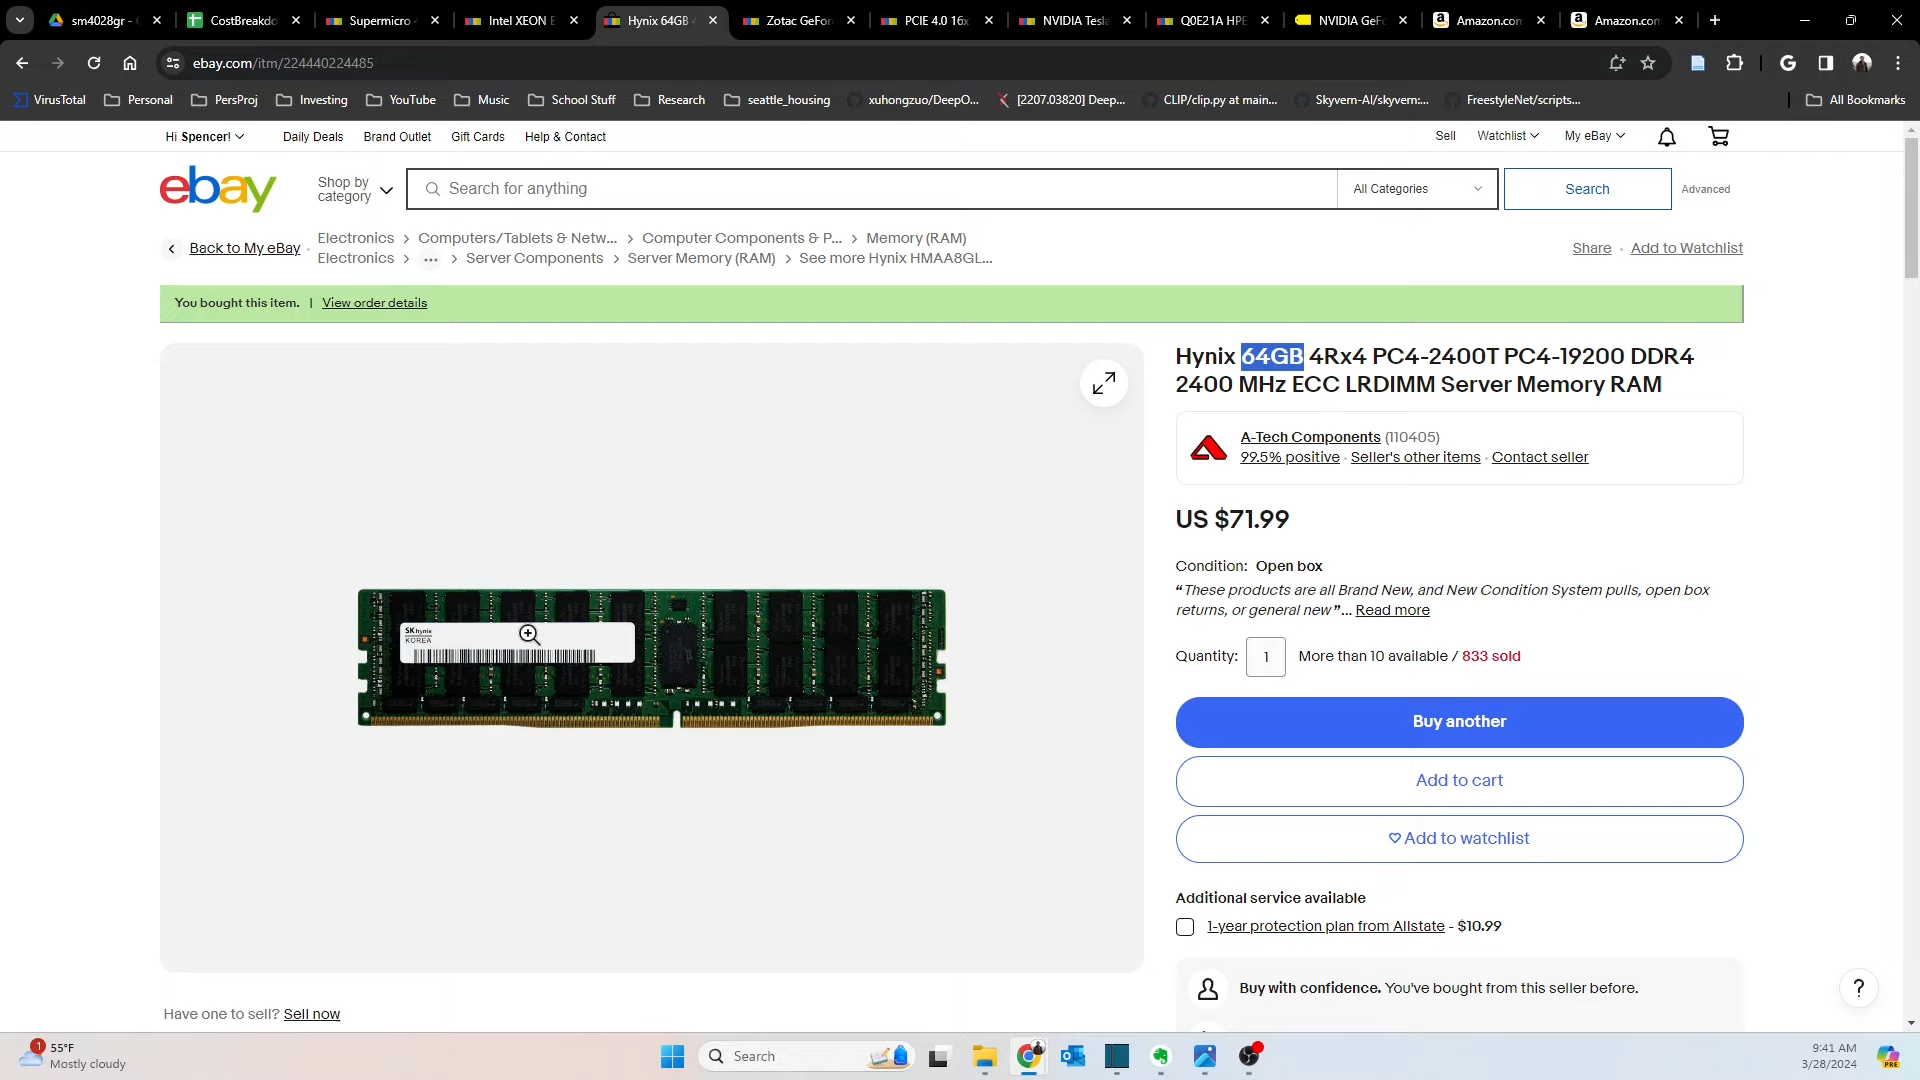 sm4028gr -
CostBreakdo
Supermicro
Intel XEON E
Hynix 64GB
Zotac GeFor
PCIE 4.0 16x
NVIDIA Tesla
Q0E21A HPE
NVIDIA GeFo
Amazon.com
Amazon.com
ebay.com/itm/224440224485
VirusTotal
Personal
PersProj
Investing
YouTube
Music
School Stuff
Research
seattle_housing
xuhongzuo/DeepO...
[2207.03820] Deep...
CLIP/clip.py at main...
Skyvern-AI/skyvern:...
FreestyleNet/scripts...
All Bookmarks
Hi Spencer!
Daily Deals
Brand Outlet
Gift Cards
Help & Contact
Sell
Watchlist
My eBay
ebay
Shop by
category
Search for anything
All Categories
Search
Advanced
Back to My eBay
Electronics > Computers/Tablets & Netw... > Computer Components & P... > Memory (RAM)
Electronics > ... > Server Components > Server Memory (RAM) > See more Hynix HMAA8GL...
Share
Add to Watchlist
You bought this item. | View order details
Hynix 64GB 4Rx4 PC4-2400T PC4-19200 DDR4
2400 MHz ECC LRDIMM Server Memory RAM
A-Tech Components (110405)
99.5% positive · Seller's other items · Contact seller
US $71.99
Condition: Open box
“These products are all Brand New, and New Condition System pulls, open box
returns, or general new”... Read more
Quantity: 1 More than 10 available / 833 sold
SK hynix
KOREA
Buy another
Add to cart
Add to watchlist
Additional service available
1-year protection plan from Allstate - $10.99
Buy with confidence. You've bought from this seller before.
?
Have one to sell? Sell now
1
55°F
Mostly cloudy
Search
9:41 AM
3/28/2024
PRE